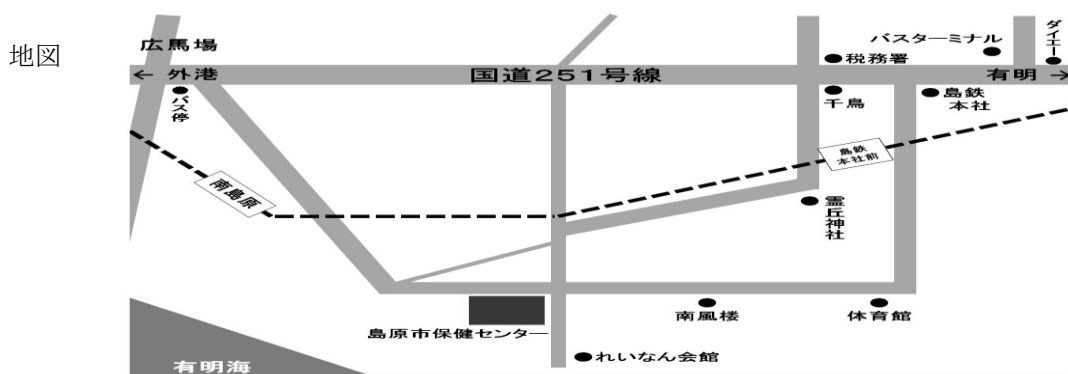 地図
広馬場
バスターミナル
ダイエー
税務署
← 外港
国道251号線
有明 →
バス停
千鳥
島鉄
本社
島鉄
本社前
南島原
霊丘神社
南風楼
体育館
島原市保健センター
れいなん会館
有明海